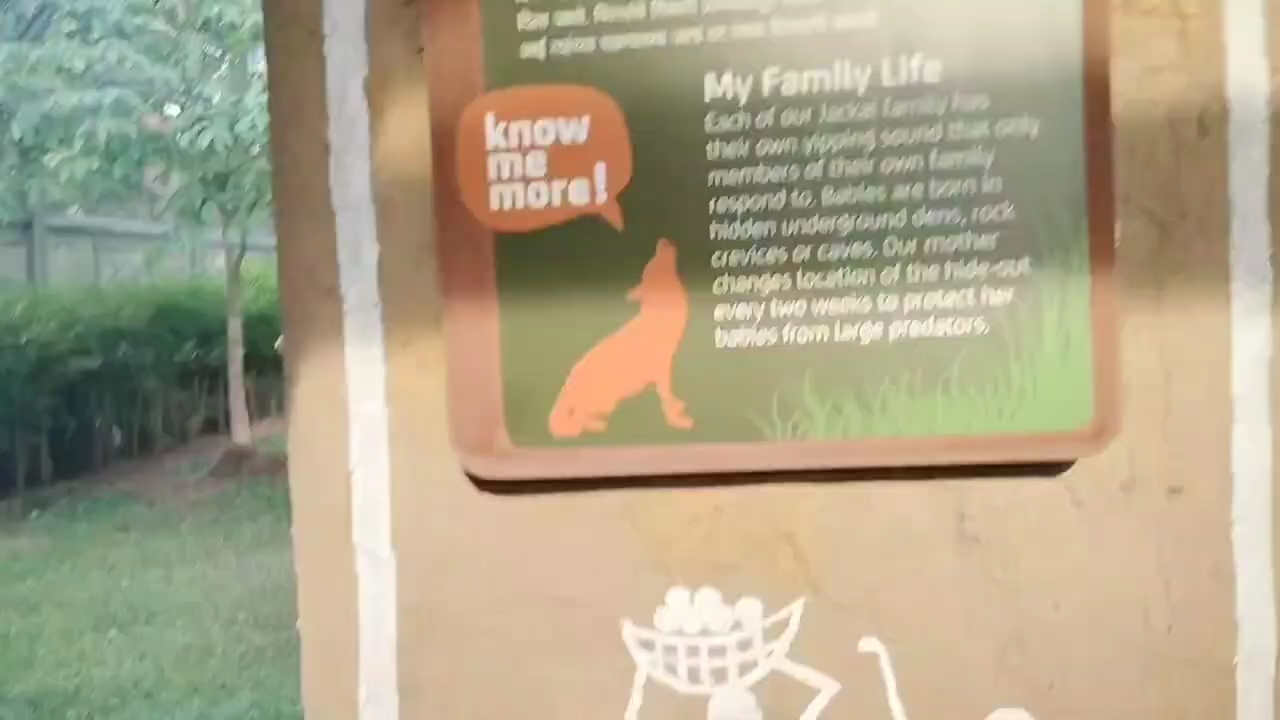 know
me
more!
My Family Life
Each of our Jackal family has
their own yipping sound that only
members of their own family
respond to. Babies are born in
hidden underground dens, rock
crevices or caves. Our mother
changes location of the hide-out
every two weeks to protect her
babies from large predators.